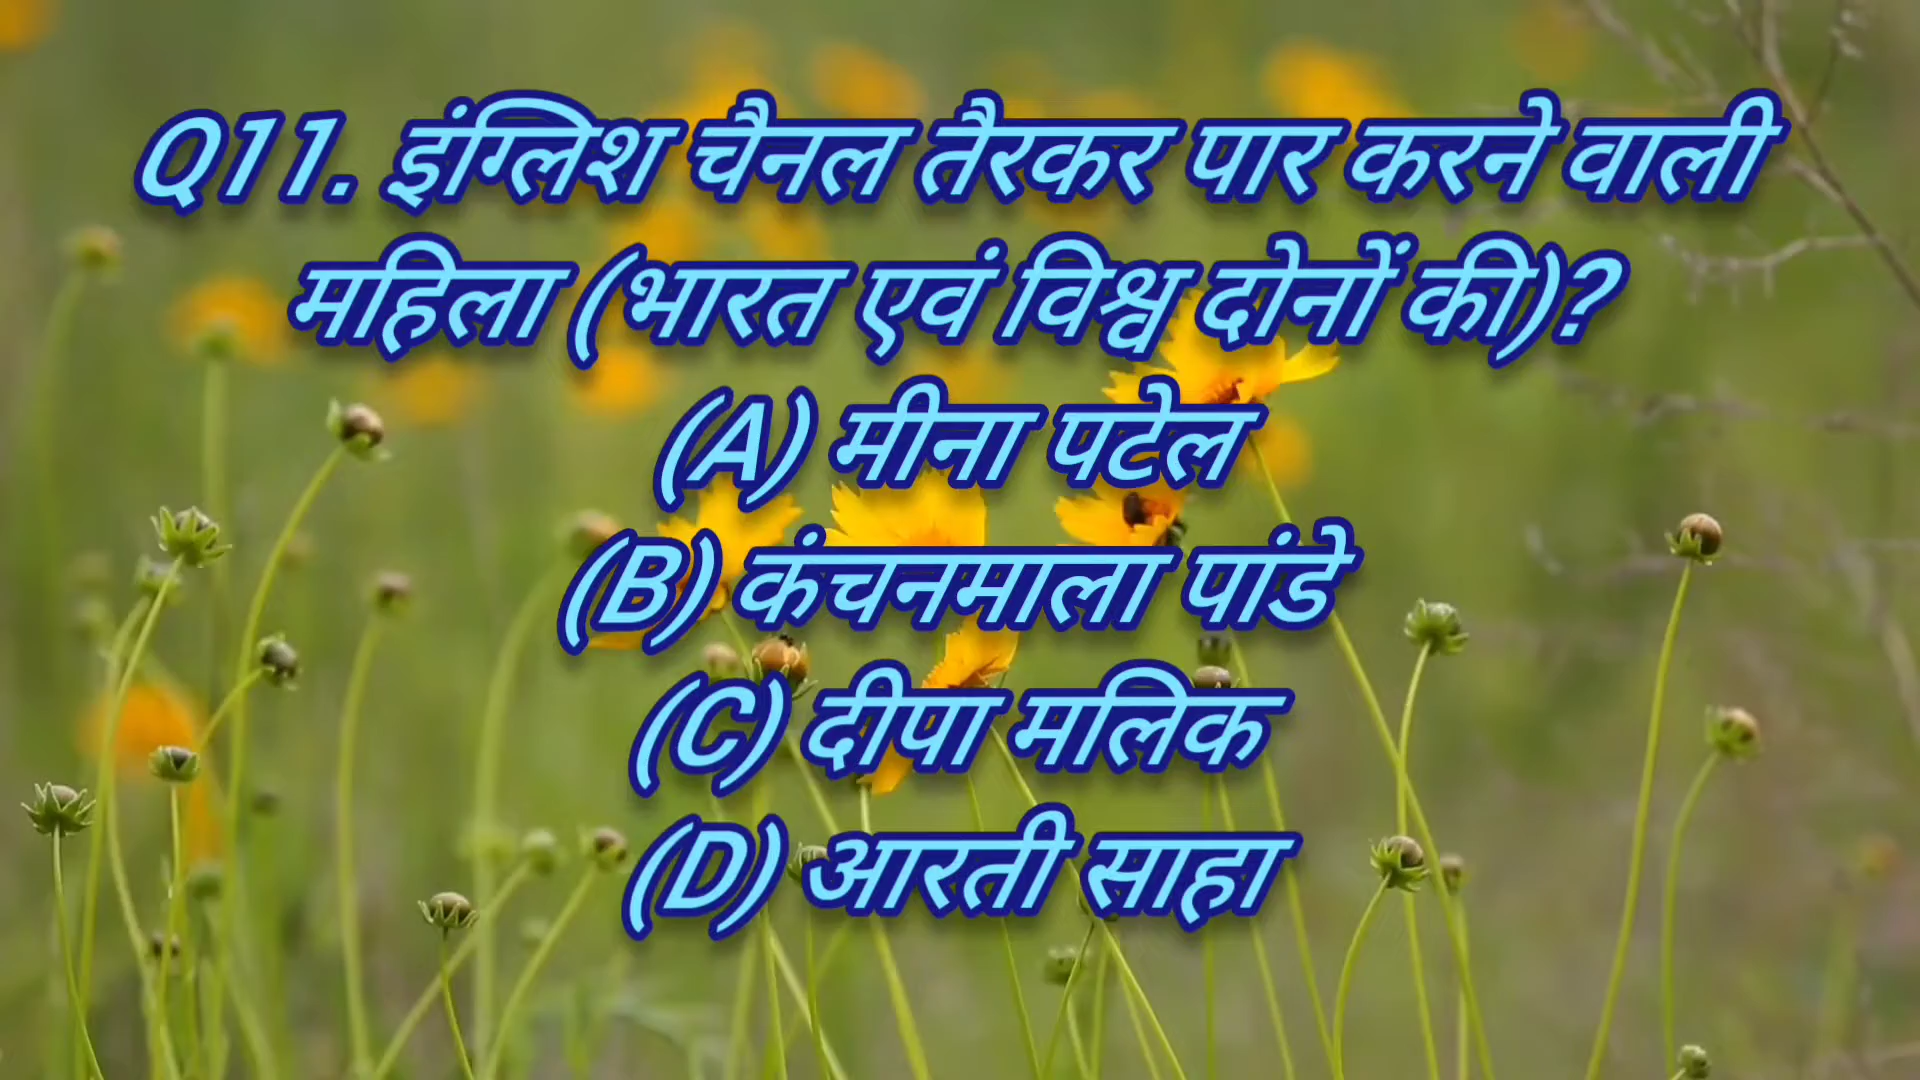 Q11. इंग्लिश चैनल तैरकर पार करने वाली
महिला (भारत एवं विश्व दोनों की)?
(A) मीना पटेल
(B) कंचनमाला पांडे
(C) दीपा मलिक
(D) आरती साहा